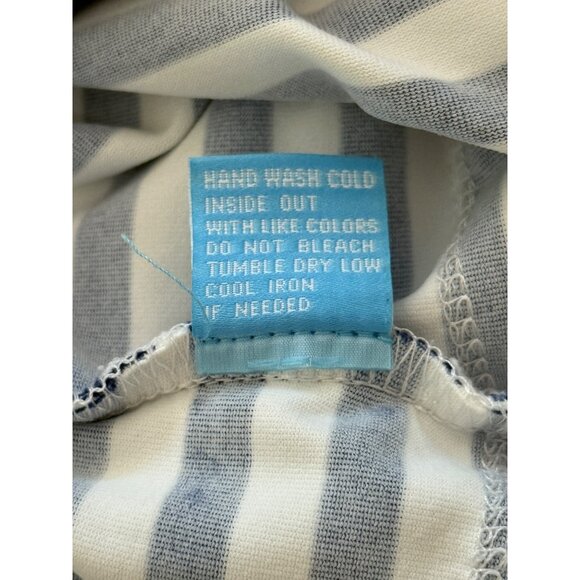 HAND WASH COLD
INSIDE OUT
WITH LIKE COLORS
DO NOT BLEACH
TUMBLE DRY LOW
COOL IRON
IF NEEDED